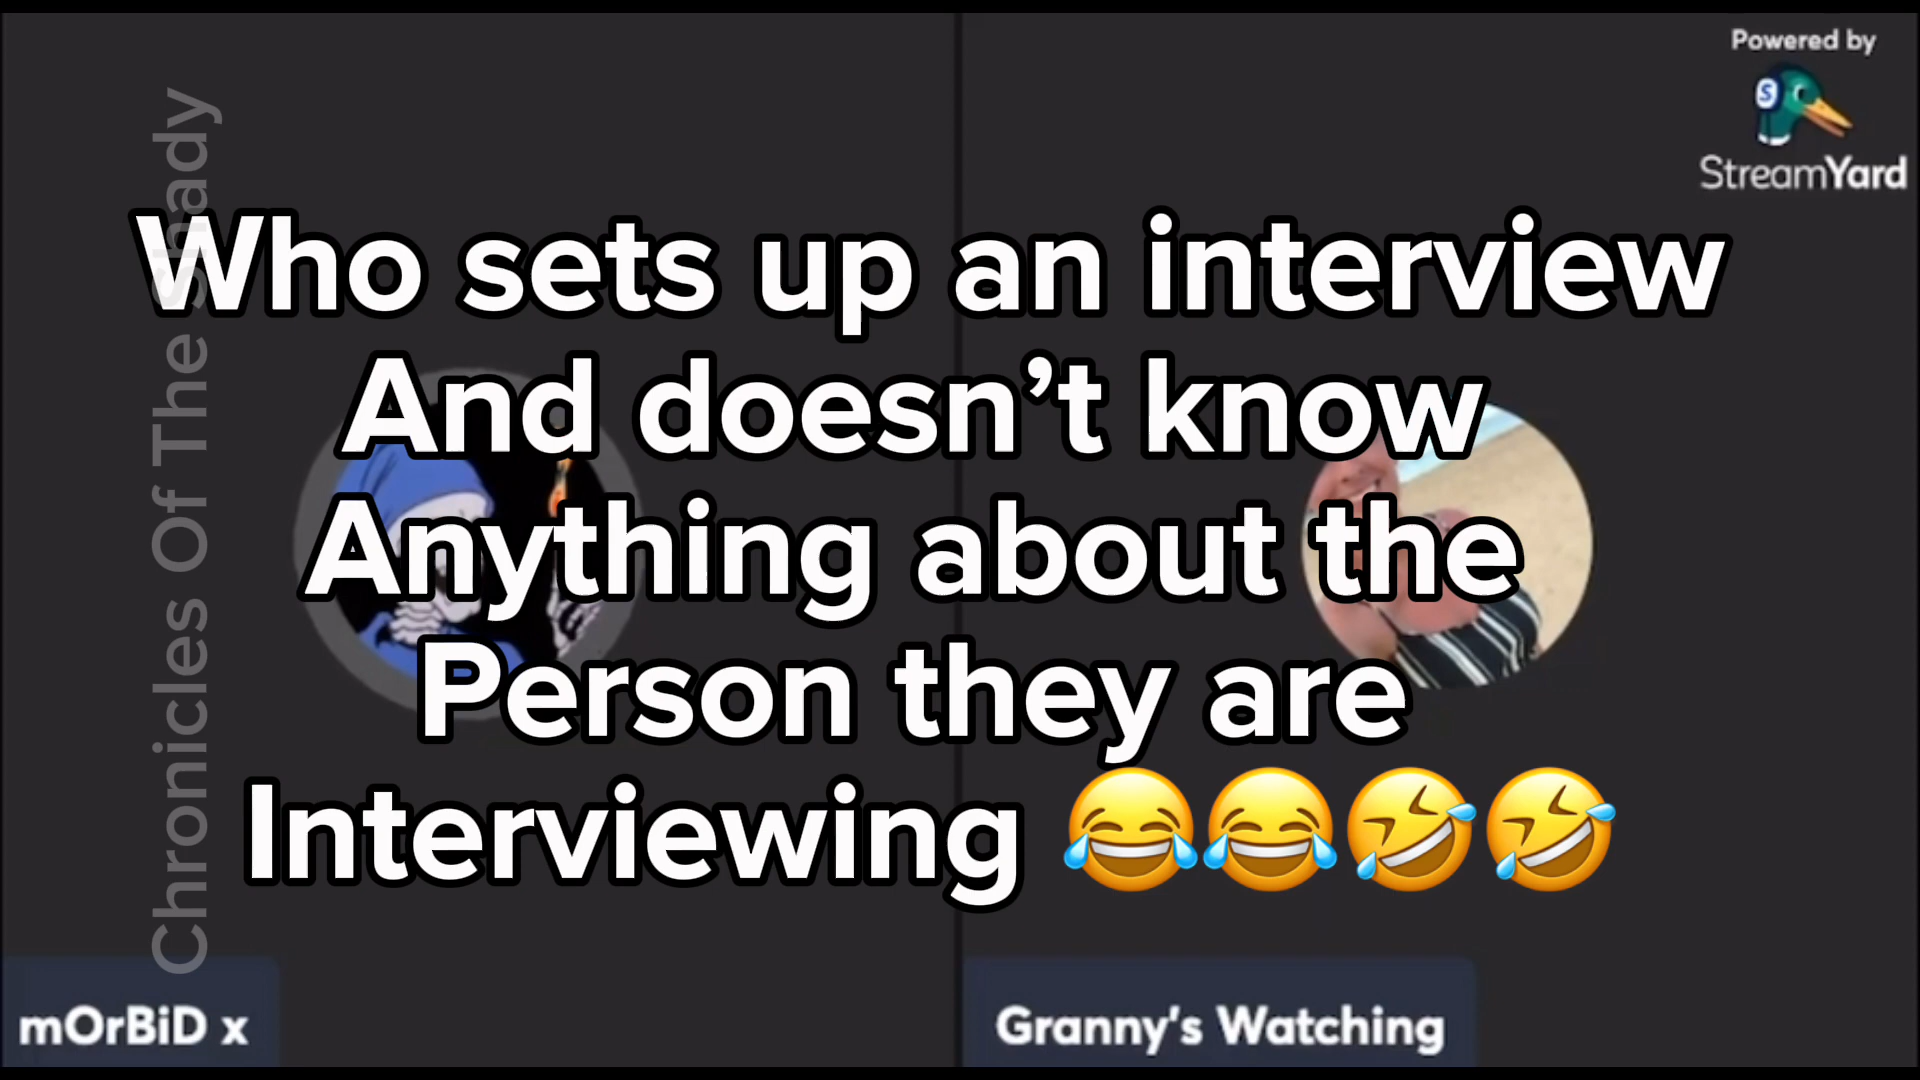 Powered by
S
StreamYard
Chronicles Of The Shady
Who sets up an interview
And doesn’t know
Anything about the
Person they are
Interviewing 😂😂🤣🤣
mOrBiD x
Granny's Watching